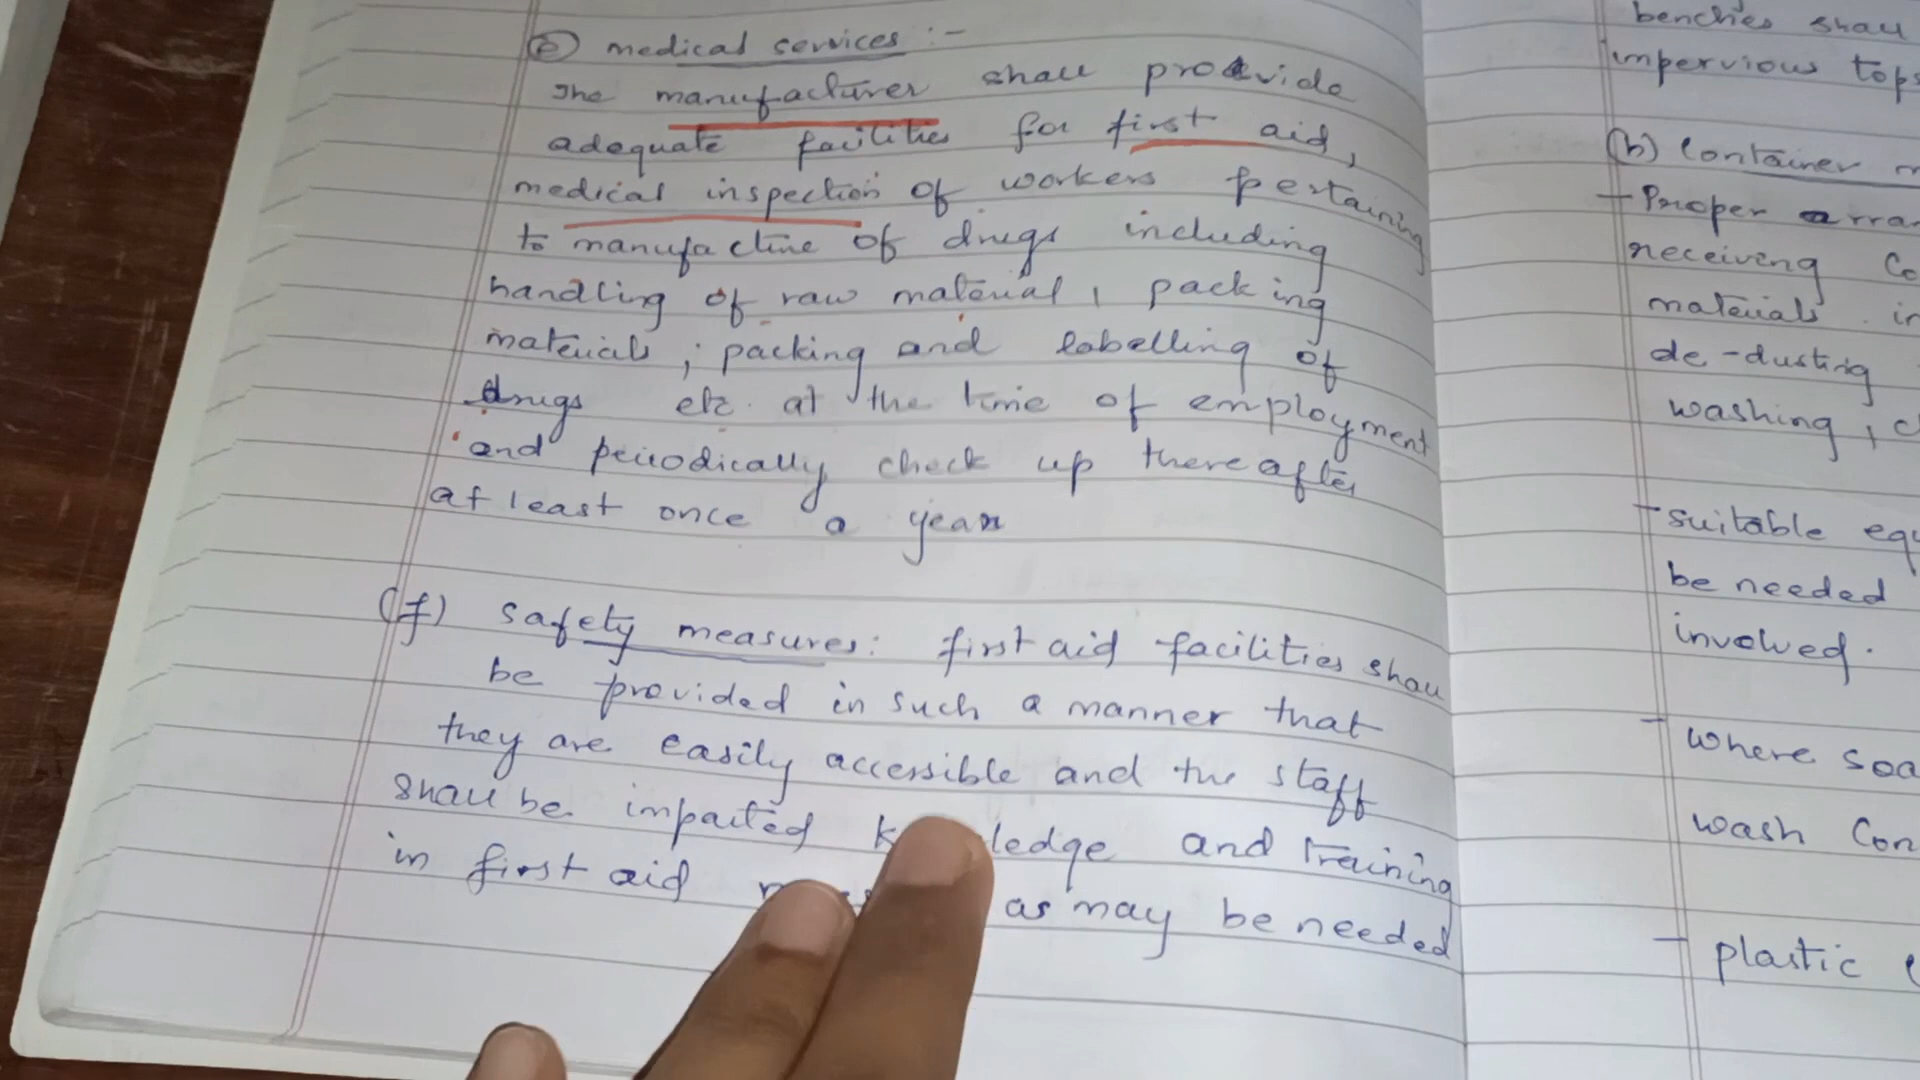 (e) medical services :-
The manufacturer shall provide
adequate facilities for first aid,
medical inspection of workers pertaining
to manufacture of drugs including
handling of raw material, packing
materials, packing and labelling of
drugs etc. at the time of employment
and periodically check up thereafter
at least once a year
(f) safety measures: first aid facilities shall
be provided in such a manner that
they are easily accessible and the staff
shall be imparted ledge and training
in first aid as may be needed
benches shall
impervious tops
(h) Container
- Proper
receiving
materials
de-dusting
washing,
- suitable
be needed
involved.
- where
wash
- plastic